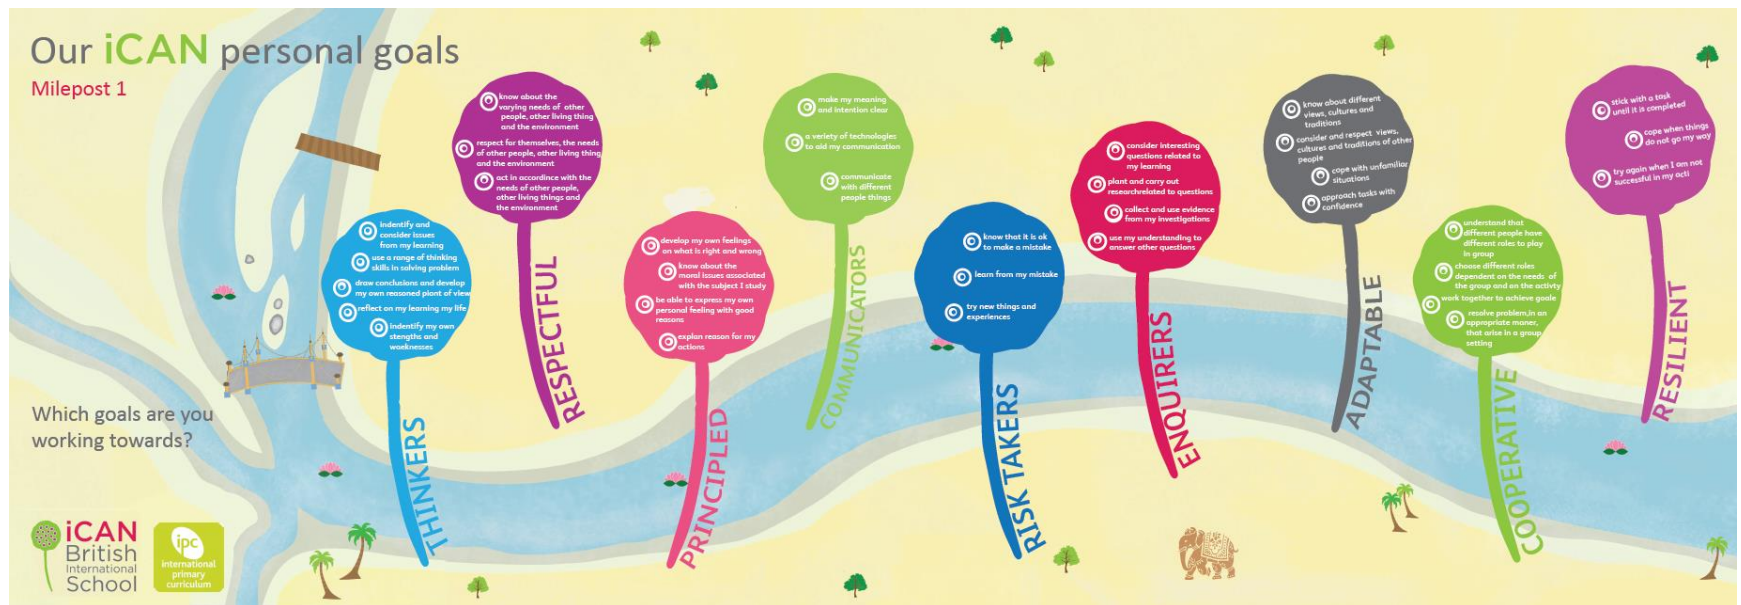 Our iCAN personal goals
Milepost 1
indentify and
consider issues
from my learning
use a range of thinking
skills in solving problem
draw conclusions and develop
my own reasoned piont of view
reflect on my learning my life
indentify my own
stengths and
weeknesses
THINKERS
know about the
varying needs of other
people, other living thing
and the environment
respect for themselves, the needs
of other people, other living thing
and the environment
act in accordince with the
needs of other people,
other living things and
the environment
RESPECTFUL
develop my own feelings
on what is right and wrong
know about the
moral issues associated
with the subject I study
be able to express my own
personal feeling with good
reasons
explan reason for my
actions
PRINCIPLED
make my meaning
and intention clear
a veriety of technologies
to aid my communication
communicate
with different
people things
COMMUNICATORS
know that it is ok
to make a mistake
learn from my mistake
try new things and
experiences
RISK TAKERS
consider interesting
questions related to
my learning
plant and carry out
researchrelated to questions
collect and use evidence
from my investigations
use my understanding to
answer other questions
ENQUIRERS
know about different
views, cultures and
traditions
consider and respect views,
cultures and traditions of other
people
cope with unfamiliar
situations
approach tasks with
confidence
ADAPTABLE
understand that
different people have
different roles to play
in group
choose different roles
dependent on the needs of
the group and on the activty
work together to achieve goale
resolve problem,in an
appropriate maner,
that arise in a group
setting
COOPERATIVE
stick with a task
until it is completed
cope when things
do not go my way
try again when I am not
successful in my acti
RESILIENT
Which goals are you
working towards?
iCAN
British
International
School
ipc
international
primary
curriculum